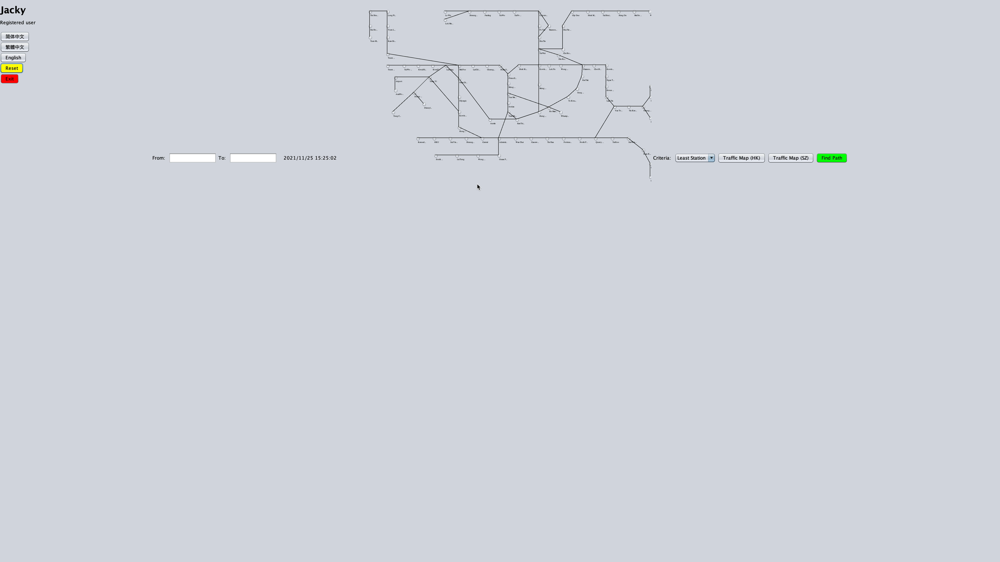 Jacky
Registered user
简体中文
繁體中文
English
Reset
Exit
Tin Shu... Long Pi... Lo Wu Sheung... Fanling Tai Wo Tai Po ... Univers... City One Shek M... Tai Shui... Heng On Ma On ... W
Lok Ma...
Siu Ho... Yuen L... Fo Tan Racecou... Sha Tin ...
Tuen M... Kam Sh... Sha Tin
Tai Wai Che Ku...
Tsuen ... Hin Ke...
Tsuen ... Tai Wo ... Kwai Hi... Kwai F... Lai King Mei Foo Lai Chi ... Cheung... Sham S... Shek Ki... Kowlo... Lok Fu Wong ... Diamon... Choi H... Kowlo...
Prince E...
Airport Tsing Yi Nam Ch... Kai Tak Ngau T...
Mong ... Mong ... Kwun ...
AsiaWo... Sunny ... Yau Ma... Sung ...
Olympic To Kwa... Lam Tin
Disneyl... Jordan
Yau To... Tiu Ken... Tseung ...
Tung C... Kowlo... Tsim Sh... Hung ... Ho Man... Whamp...
Austin East Tsi...
Hong ...
Kenned... HKU Sai Yin ... Sheung... Central Admiral... Wan Chai Causew... Tin Hau Fortress... North P... Quarry ... Tai Koo Sai Wan...
Shau K...
South ... Lei Tung Wong ... Ocean P...
From: To: 2021/11/25 15:25:02 Criteria: Least Station Traffic Map (HK) Traffic Map (SZ) Find Path